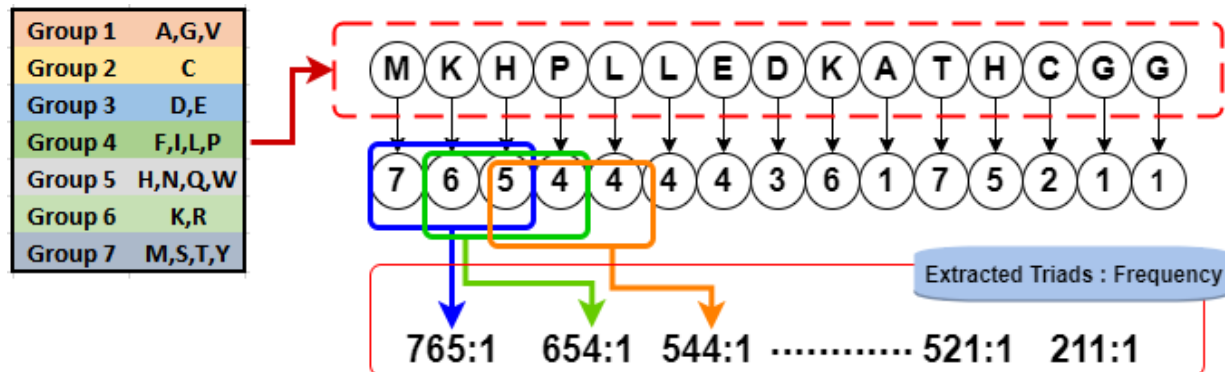 Group 1 A,G,V
Group 2 C
Group 3 D,E
Group 4 F,I,L,P
Group 5 H,N,Q,W
Group 6 K,R
Group 7 M,S,T,Y
M K H P L L E D K A T H C G G
7 6 5 4 4 4 4 3 6 1 7 5 2 1 1
Extracted Triads : Frequency
765:1 654:1 544:1 ............. 521:1 211:1